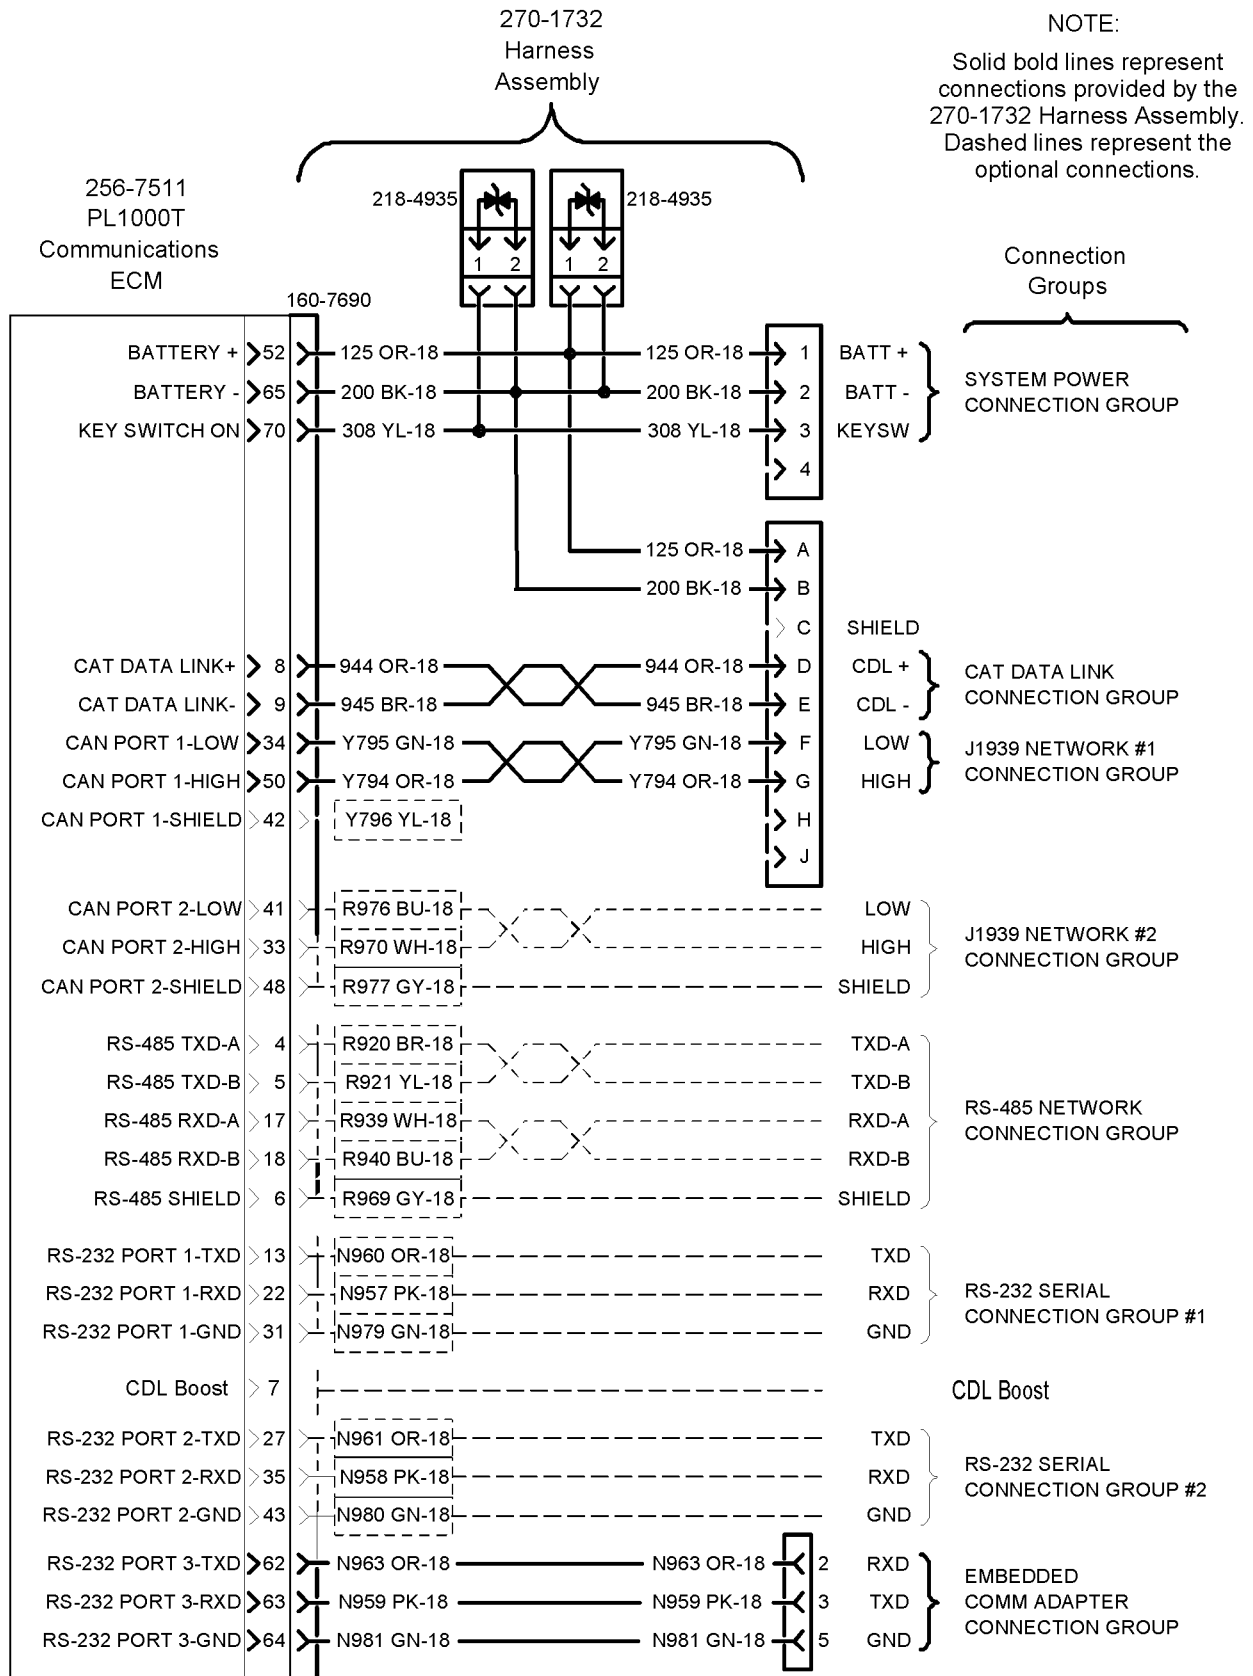 270-1732
Harness
Assembly
NOTE:
Solid bold lines represent
connections provided by the
270-1732 Harness Assembly.
Dashed lines represent the
optional connections.
256-7511
PL1000T
Communications
ECM
218-4935
218-4935
1 2
1 2
Connection
Groups
160-7690
BATTERY + 52 125 OR-18 125 OR-18 1 BATT +
BATTERY - 65 200 BK-18 200 BK-18 2 BATT -
KEY SWITCH ON 70 308 YL-18 308 YL-18 3 KEYSW
4
SYSTEM POWER
CONNECTION GROUP
125 OR-18 A
200 BK-18 B
C SHIELD
CAT DATA LINK+ 8 944 OR-18 944 OR-18 D CDL +
CAT DATA LINK- 9 945 BR-18 945 BR-18 E CDL -
CAT DATA LINK
CONNECTION GROUP
CAN PORT 1-LOW 34 Y795 GN-18 Y795 GN-18 F LOW
CAN PORT 1-HIGH 50 Y794 OR-18 Y794 OR-18 G HIGH
J1939 NETWORK #1
CONNECTION GROUP
CAN PORT 1-SHIELD 42 Y796 YL-18 H
J
CAN PORT 2-LOW 41 R976 BU-18 LOW
CAN PORT 2-HIGH 33 R970 WH-18 HIGH
CAN PORT 2-SHIELD 48 R977 GY-18 SHIELD
J1939 NETWORK #2
CONNECTION GROUP
RS-485 TXD-A 4 R920 BR-18 TXD-A
RS-485 TXD-B 5 R921 YL-18 TXD-B
RS-485 RXD-A 17 R939 WH-18 RXD-A
RS-485 RXD-B 18 R940 BU-18 RXD-B
RS-485 SHIELD 6 R969 GY-18 SHIELD
RS-485 NETWORK
CONNECTION GROUP
RS-232 PORT 1-TXD 13 N960 OR-18 TXD
RS-232 PORT 1-RXD 22 N957 PK-18 RXD
RS-232 PORT 1-GND 31 N979 GN-18 GND
RS-232 SERIAL
CONNECTION GROUP #1
CDL Boost 7 CDL Boost
RS-232 PORT 2-TXD 27 N961 OR-18 TXD
RS-232 PORT 2-RXD 35 N958 PK-18 RXD
RS-232 PORT 2-GND 43 N980 GN-18 GND
RS-232 SERIAL
CONNECTION GROUP #2
RS-232 PORT 3-TXD 62 N963 OR-18 N963 OR-18 2 RXD
RS-232 PORT 3-RXD 63 N959 PK-18 N959 PK-18 3 TXD
RS-232 PORT 3-GND 64 N981 GN-18 N981 GN-18 5 GND
EMBEDDED
COMM ADAPTER
CONNECTION GROUP